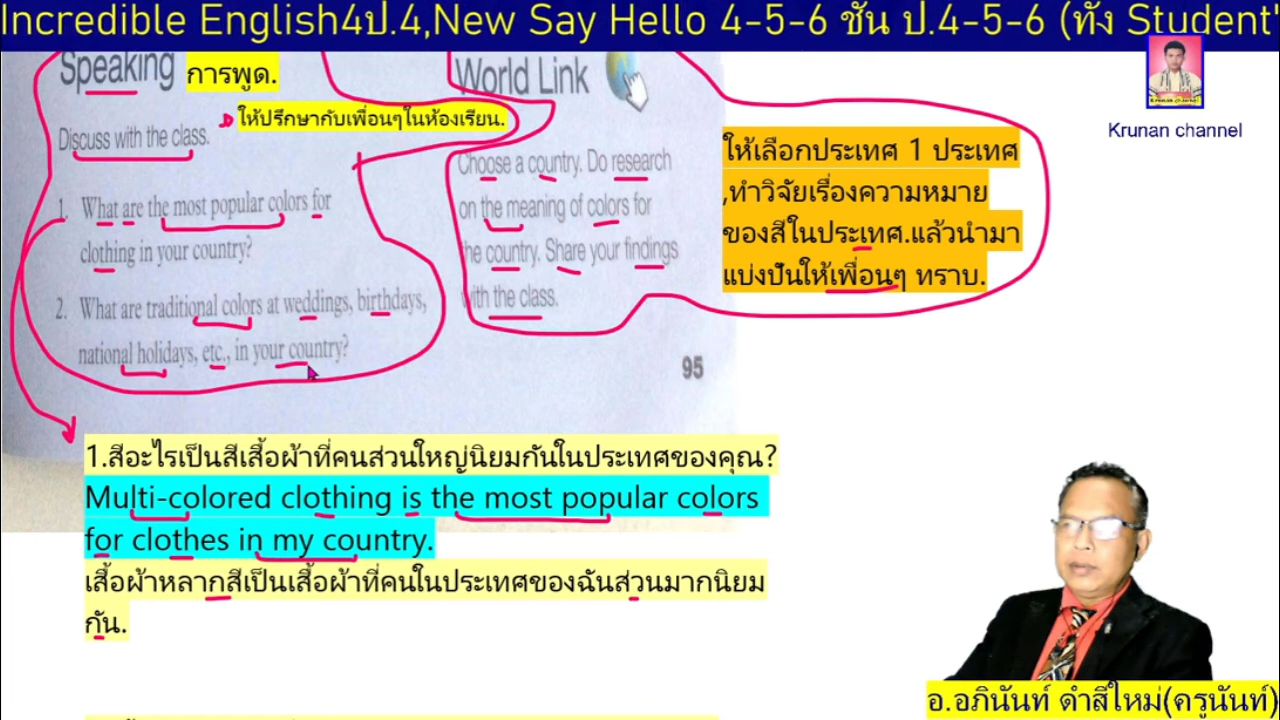 Incredible English4ป.4,New Say Hello 4-5-6 ชั้น ป.4-5-6 (ทั้ง Student'
Speaking การพูด.
Discuss with the class. ให้ปรึกษากับเพื่อนๆในห้องเรียน.
1. What are the most popular colors for
clothing in your country?
2. What are traditional colors at weddings, birthdays,
national holidays, etc., in your country?
World Link
Choose a country. Do research
on the meaning of colors for
the country. Share your findings
with the class.
95
ให้เลือกประเทศ 1 ประเทศ
,ทำวิจัยเรื่องความหมาย
ของสีในประเทศ.แล้วนำมา
แบ่งปันให้เพื่อนๆ ทราบ.
Krunan channel
1.สีอะไรเป็นสีเสื้อผ้าที่คนส่วนใหญ่นิยมกันในประเทศของคุณ?
Multi-colored clothing is the most popular colors
for clothes in my country.
เสื้อผ้าหลากสีเป็นเสื้อผ้าที่คนในประเทศของฉันส่วนมากนิยม
กัน.
อ.อภินันท์ ดำสีใหม่(ครูนันท์)